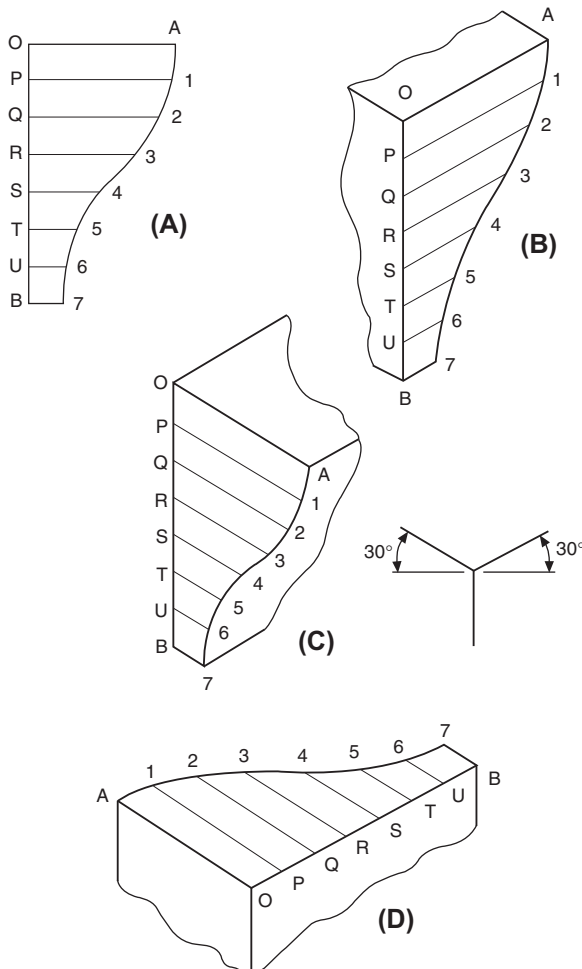 O A
P 1
Q 2
R 3
S 4
T 5
U 6
B 7
(A)
A
O
1
P 2
Q 3
R 4
S 5
T 6
U 7
B
(B)
O
P
Q A
R 1
S 2
T 3
U 4
B 5
6
7
(C)
30° 30°
7
6
5
4
3
2
1
A B
U
T
S
R
Q
P
O
(D)